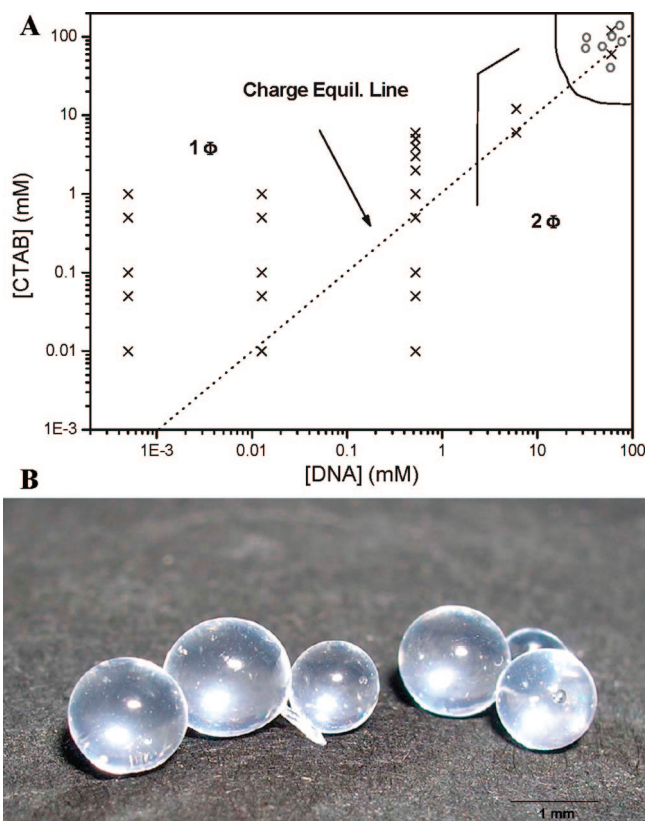 A
100
10
1
0.1
0.01
1E-3
[CTAB] (mM)
Charge Equil. Line
1 Φ
2 Φ
1E-3 0.01 0.1 1 10 100
[DNA] (mM)
B
1 mm